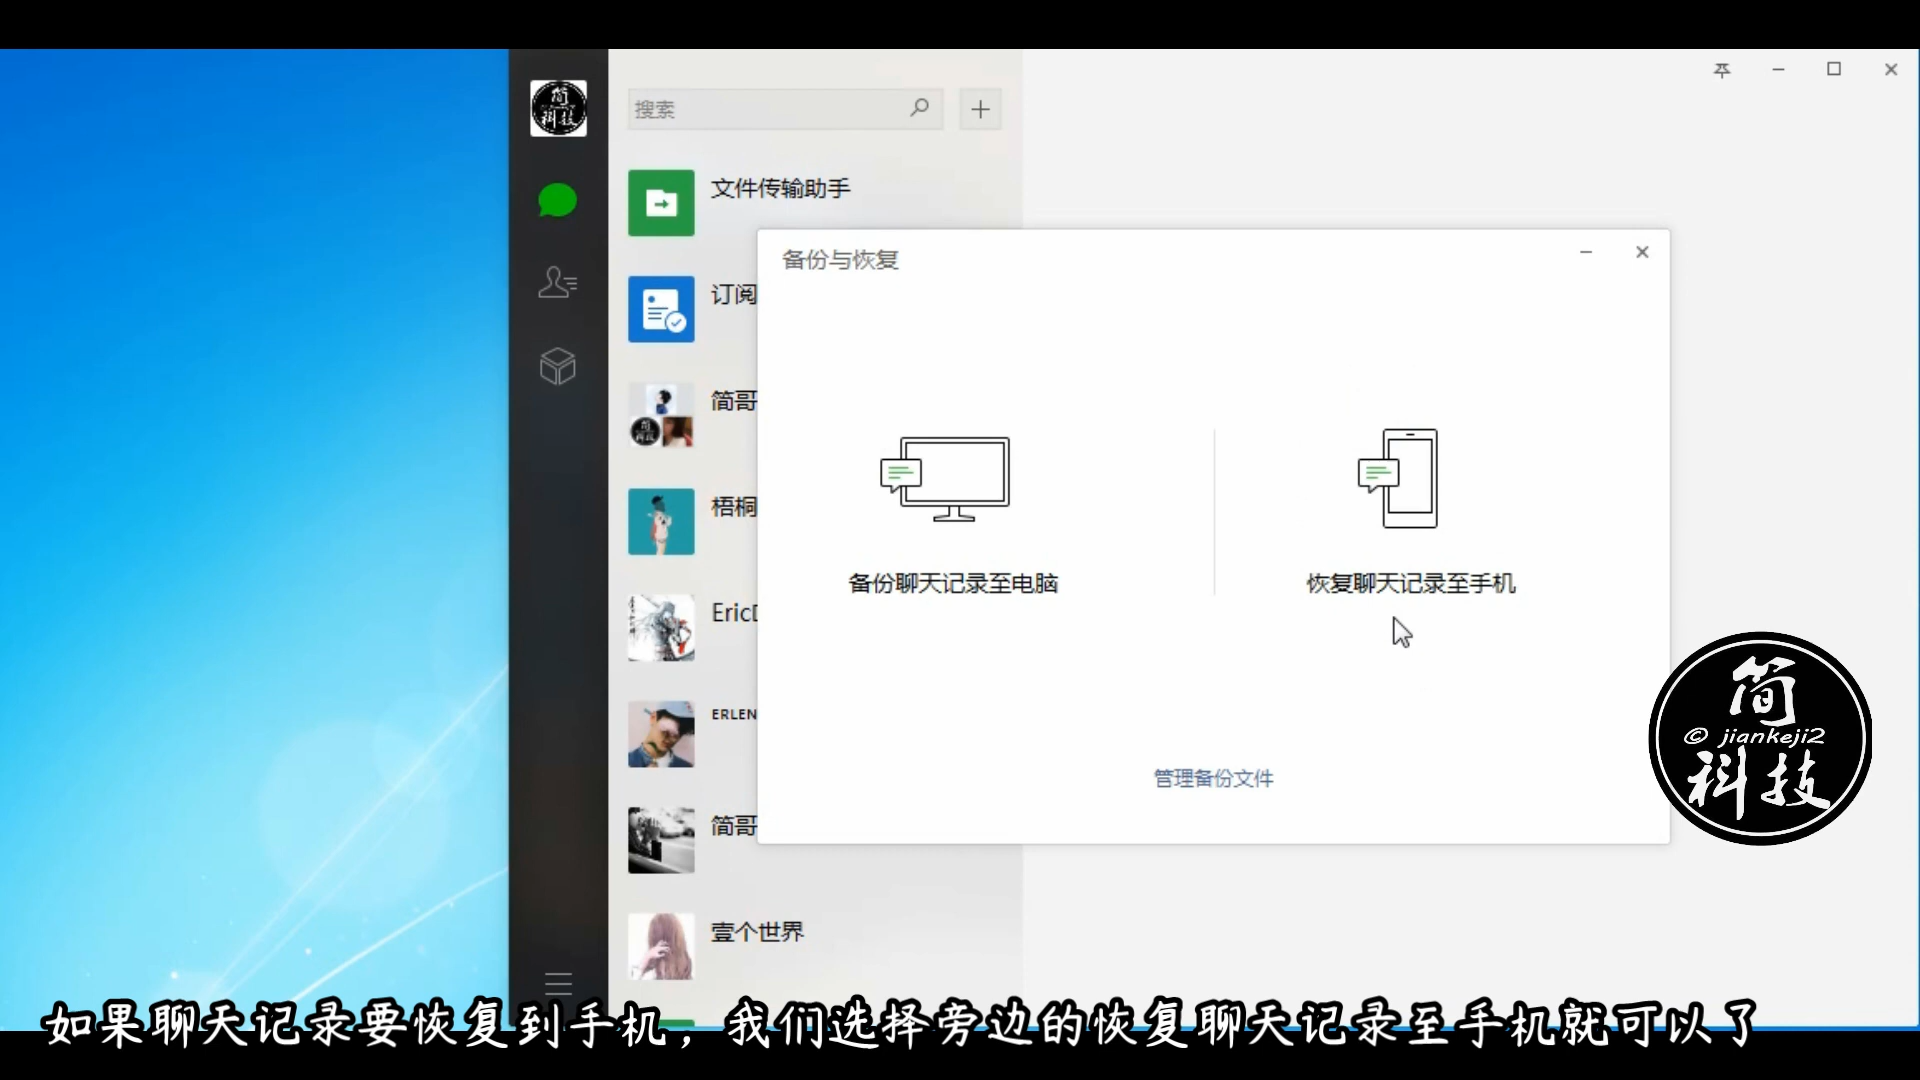 简
科技
搜索
文件传输助手
订阅
简哥
梧桐
Eric
ERLEN
简哥
壹个世界
备份与恢复
备份聊天记录至电脑
恢复聊天记录至手机
管理备份文件
简
© jiankeji2
科技
如果聊天记录要恢复到手机，我们选择旁边的恢复聊天记录至手机就可以了